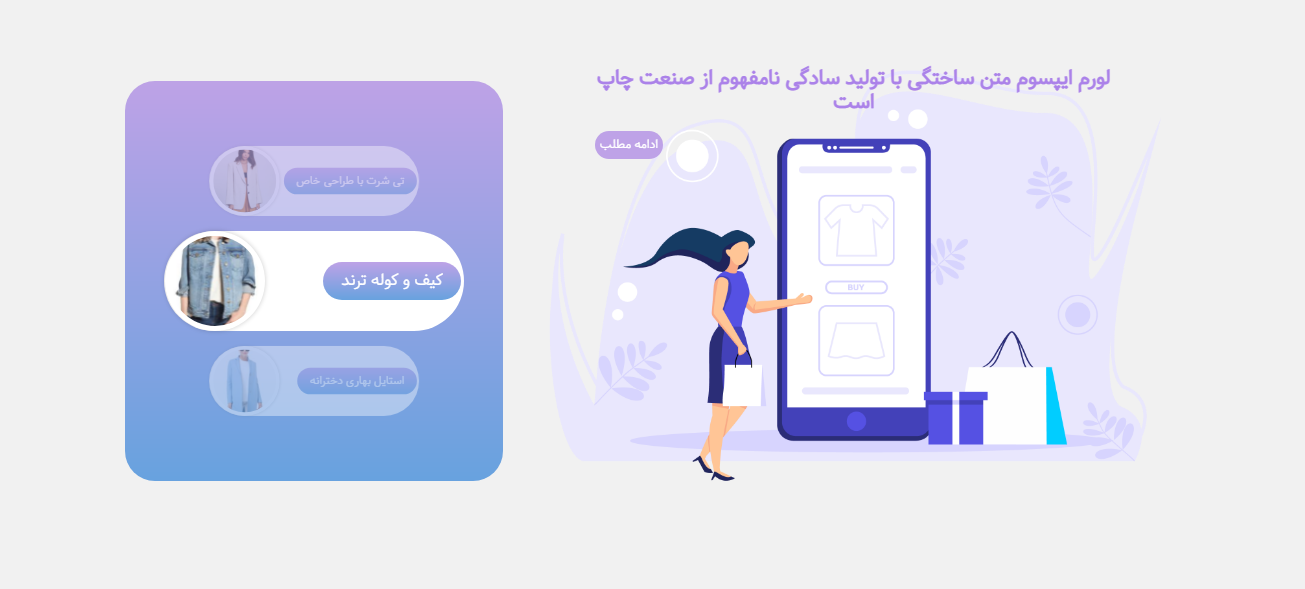 لورم ایپسوم متن ساختگی با تولید سادگی نامفهوم از صنعت چاپ
است
ادامه مطلب
BUY
تی شرت با طراحی خاص
کیف و کوله ترند
استایل بهاری دخترانه